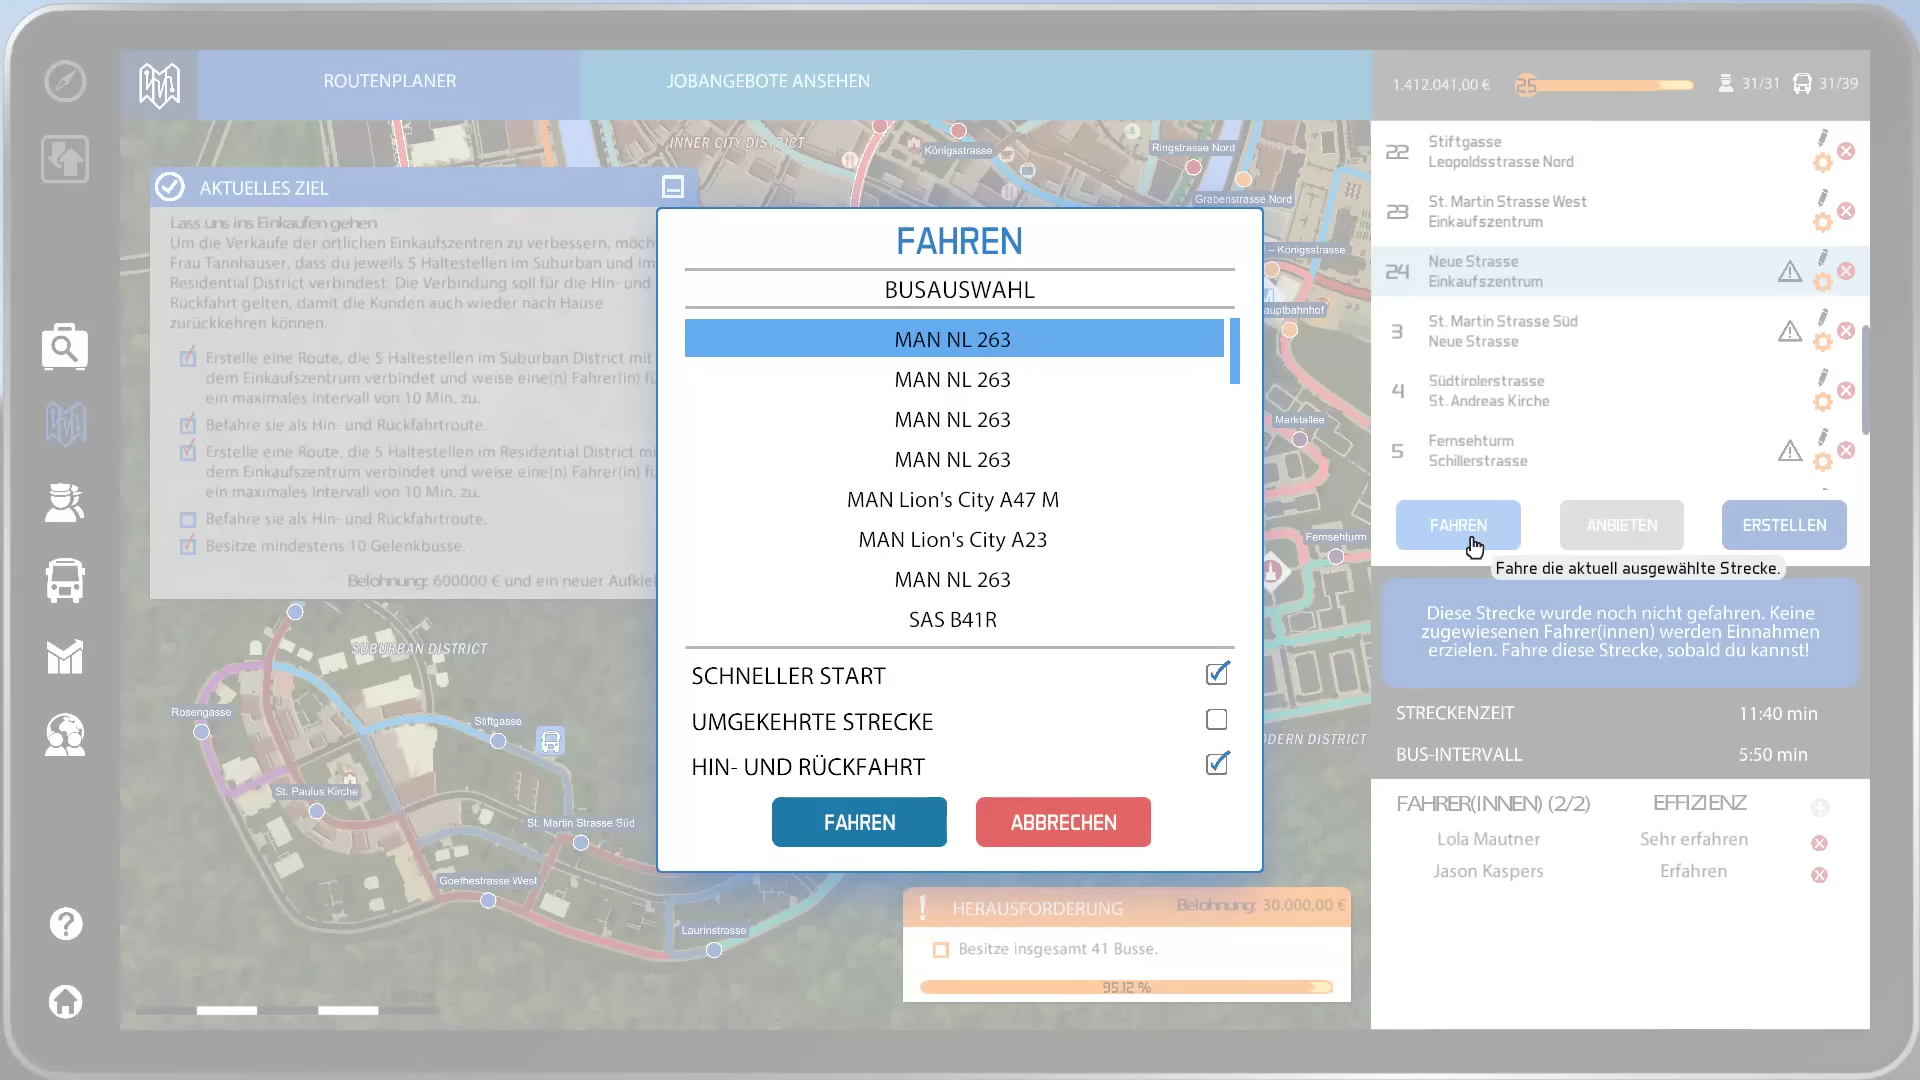 ROUTENPLANER
JOBANGEBOTE ANSEHEN
1.412.041,00 €
25
31/31
31/39
INNER CITY DISTRICT
Königsstrasse
Ringstrasse Nord
Grabenstrasse Nord
– Königsstrasse
auptbahnhof
Marktallee
Fernsehturm
ODERN DISTRICT
AKTUELLES ZIEL
Lass uns ins Einkaufen gehen
Um die Verkäufe der örtlichen Einkaufszentren zu verbessern, möch
Frau Tannhauser, dass du jeweils 5 Haltestellen im Suburban und im
Residential District verbindest. Die Verbindung soll für die Hin- und
Rückfahrt gelten, damit die Kunden auch wieder nach Hause
zurückkehren können.
Erstelle eine Route, die 5 Haltestellen im Suburban District mit
dem Einkaufszentrum verbindet und weise eine(n) Fahrer(in) fü
ein maximales Intervall von 10 Min. zu.
Befahre sie als Hin- und Rückfahrtroute.
Erstelle eine Route, die 5 Haltestellen im Residential District mi
dem Einkaufszentrum verbindet und weise eine(n) Fahrer(in) fü
ein maximales Intervall von 10 Min. zu.
Befahre sie als Hin- und Rückfahrtroute.
Besitze mindestens 10 Gelenkbusse.
Belohnung: 600000 € und ein neuer Aufkle
SUBURBAN DISTRICT
Rosengasse
Stiftgasse
St. Paulus Kirche
St. Martin Strasse Süd
Goethestrasse West
Laurinstrasse
FAHREN
BUSAUSWAHL
MAN NL 263
MAN NL 263
MAN NL 263
MAN NL 263
MAN Lion's City A47 M
MAN Lion's City A23
MAN NL 263
SAS B41R
SCHNELLER START
UMGEKEHRTE STRECKE
HIN- UND RÜCKFAHRT
FAHREN
ABBRECHEN
HERAUSFORDERUNG
Belohnung: 30.000,00 €
Besitze insgesamt 41 Busse.
95.12 %
22
Stiftgasse
Leopoldsstrasse Nord
23
St. Martin Strasse West
Einkaufszentrum
24
Neue Strasse
Einkaufszentrum
3
St. Martin Strasse Süd
Neue Strasse
4
Südtirolerstrasse
St. Andreas Kirche
5
Fernsehturm
Schillerstrasse
FAHREN
ANBIETEN
ERSTELLEN
Fahre die aktuell ausgewählte Strecke.
Diese Strecke wurde noch nicht gefahren. Keine
zugewiesenen Fahrer(innen) werden Einnahmen
erzielen. Fahre diese Strecke, sobald du kannst!
STRECKENZEIT 11:40 min
BUS-INTERVALL 5:50 min
FAHRER(INNEN) (2/2) EFFIZIENZ
Lola Mautner Sehr erfahren
Jason Kaspers Erfahren